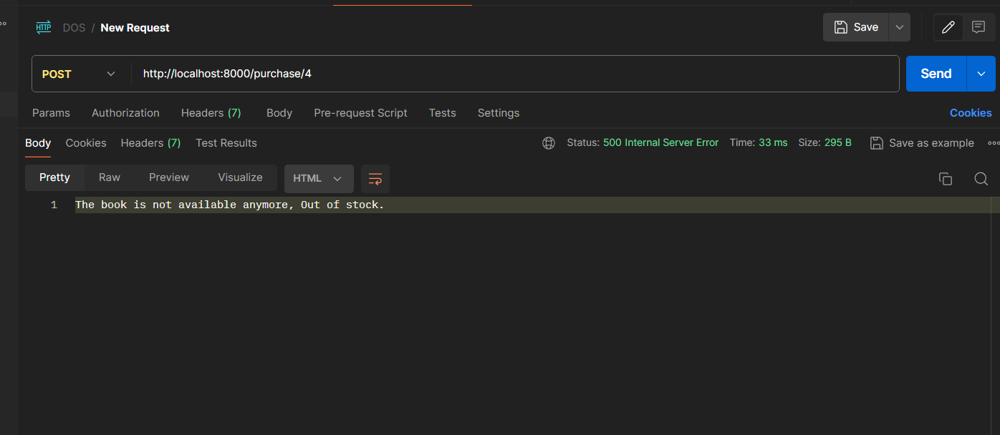 HTTP DOS / New Request Save
POST http://localhost:8000/purchase/4 Send
Params Authorization Headers (7) Body Pre-request Script Tests Settings Cookies
Body Cookies Headers (7) Test Results Status: 500 Internal Server Error Time: 33 ms Size: 295 B Save as example
Pretty Raw Preview Visualize HTML
1 The book is not available anymore, Out of stock.